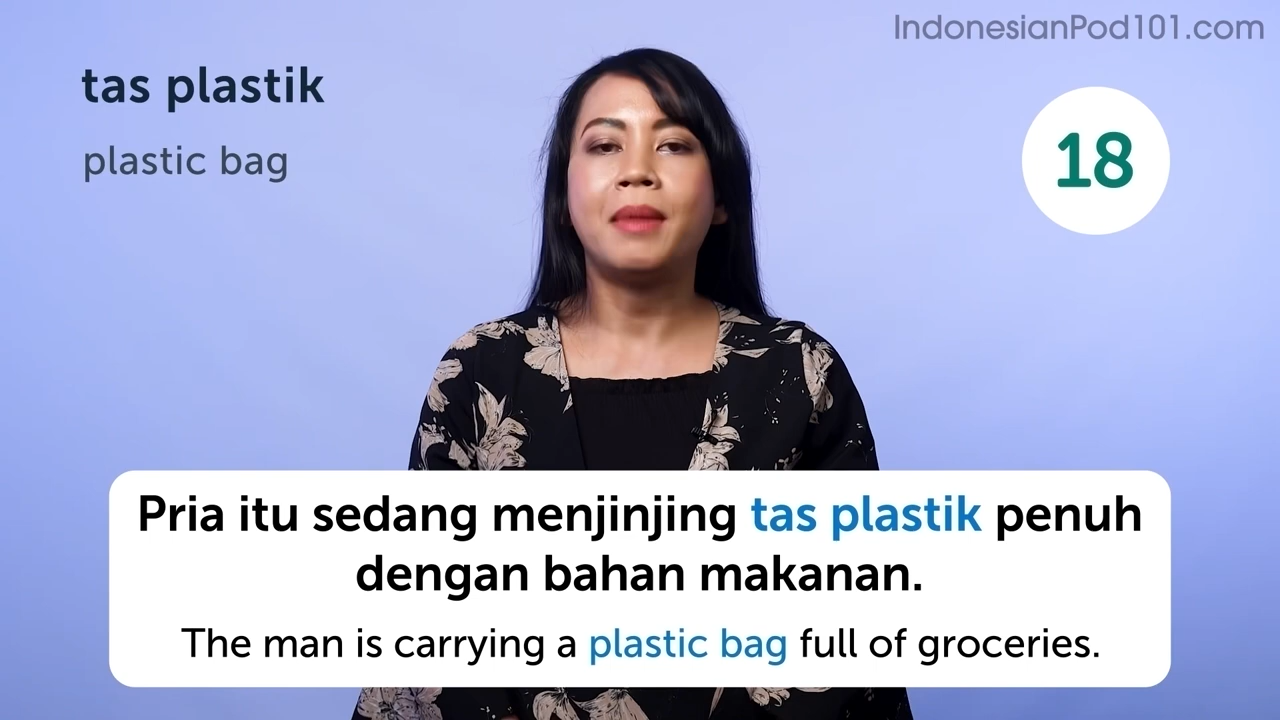 IndonesianPod101.com
tas plastik
plastic bag
18
Pria itu sedang menjinjing tas plastik penuh
dengan bahan makanan.
The man is carrying a plastic bag full of groceries.